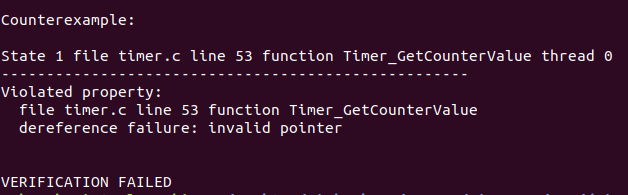 Counterexample:
State 1 file timer.c line 53 function Timer_GetCounterValue thread 0
----------------------------------------------------
Violated property:
file timer.c line 53 function Timer_GetCounterValue
dereference failure: invalid pointer
VERIFICATION FAILED